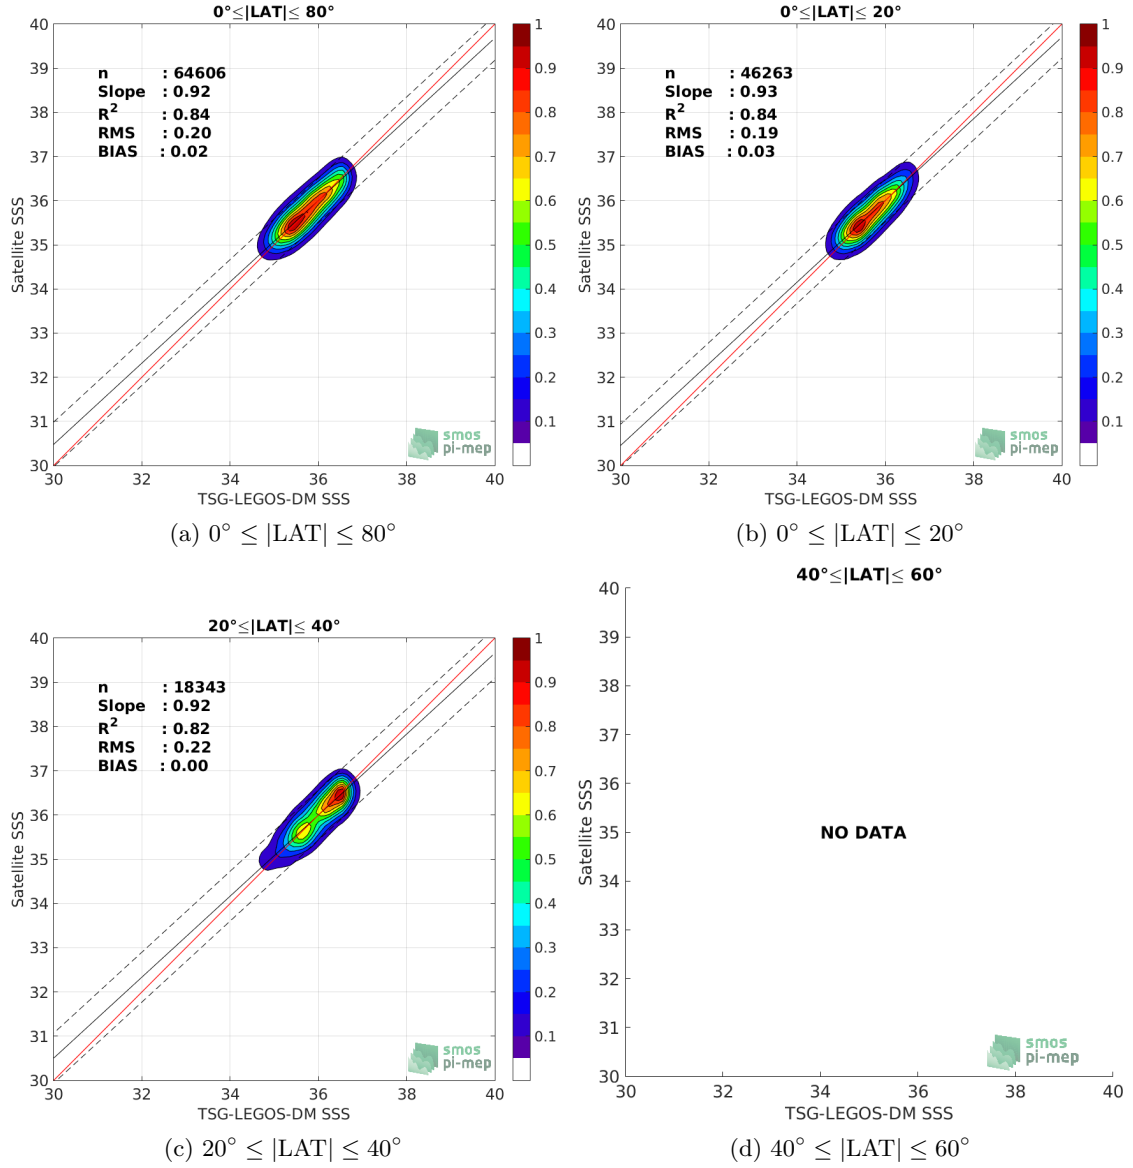 0°≤|LAT|≤ 80°
n : 64606
Slope : 0.92
R2 : 0.84
RMS : 0.20
BIAS : 0.02
40
39
38
37
36
35
34
33
32
31
30
30 32 34 36 38 40
Satellite SSS
TSG-LEGOS-DM SSS
smos
pi-mep
1
0.9
0.8
0.7
0.6
0.5
0.4
0.3
0.2
0.1
(a) 0° ≤ |LAT| ≤ 80°
0°≤|LAT|≤ 20°
n : 46263
Slope : 0.93
R2 : 0.84
RMS : 0.19
BIAS : 0.03
40
39
38
37
36
35
34
33
32
31
30
30 32 34 36 38 40
Satellite SSS
TSG-LEGOS-DM SSS
smos
pi-mep
1
0.9
0.8
0.7
0.6
0.5
0.4
0.3
0.2
0.1
(b) 0° ≤ |LAT| ≤ 20°
20°≤|LAT|≤ 40°
n : 18343
Slope : 0.92
R2 : 0.82
RMS : 0.22
BIAS : 0.00
40
39
38
37
36
35
34
33
32
31
30
30 32 34 36 38 40
Satellite SSS
TSG-LEGOS-DM SSS
smos
pi-mep
1
0.9
0.8
0.7
0.6
0.5
0.4
0.3
0.2
0.1
(c) 20° ≤ |LAT| ≤ 40°
40°≤|LAT|≤ 60°
40
39
38
37
36
35
34
33
32
31
30
30 32 34 36 38 40
Satellite SSS
NO DATA
TSG-LEGOS-DM SSS
smos
pi-mep
(d) 40° ≤ |LAT| ≤ 60°